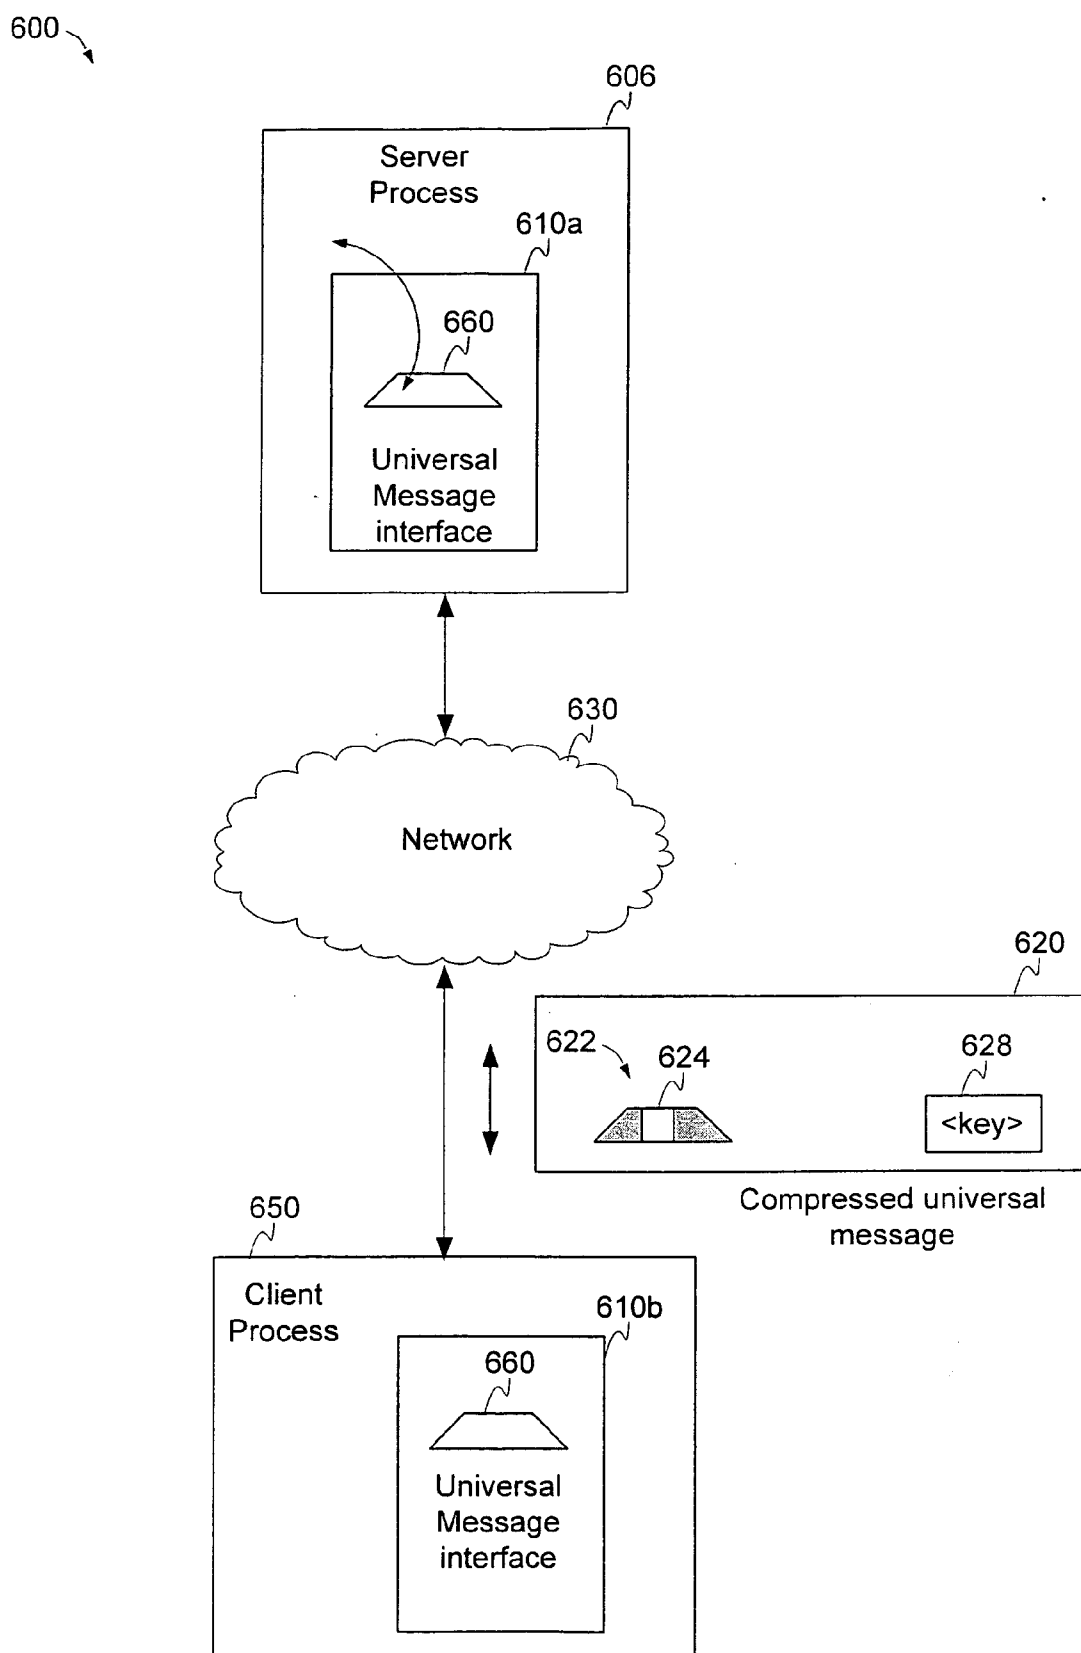 600
606
Server
Process
610a
660
Universal
Message
interface
630
Network
620
622
624
628
<key>
Compressed universal
message
650
Client
Process
610b
660
Universal
Message
interface